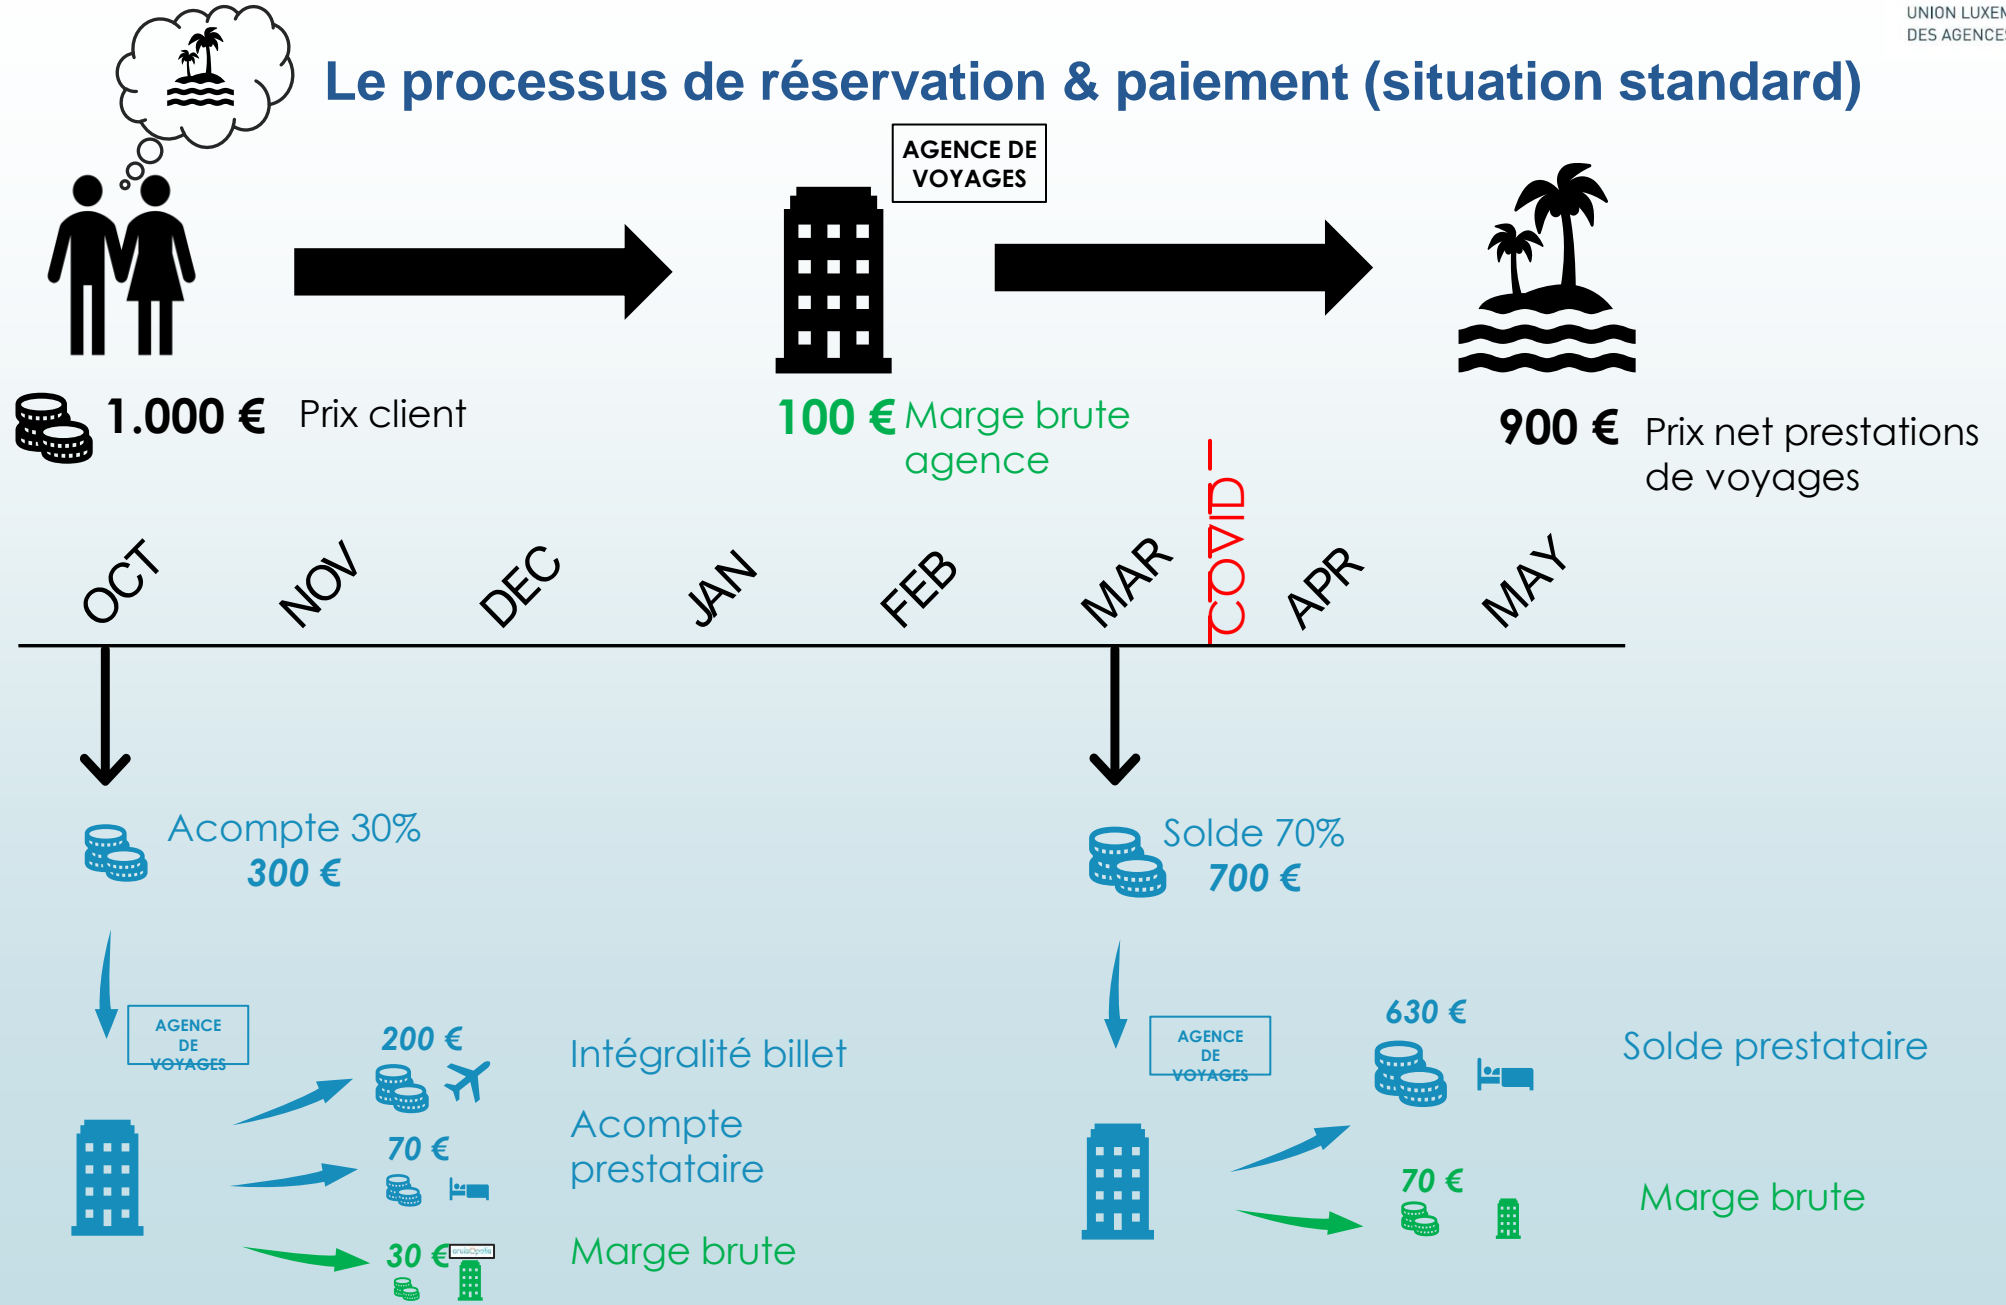 UNION LUXEM
DES AGENCES
Le processus de réservation & paiement (situation standard)
AGENCE DE
VOYAGES
1.000 € Prix client
100 € Marge brute
agence
900 € Prix net prestations
de voyages
COVID
OCT NOV DEC JAN FEB MAR APR MAY
Acompte 30%
300 €
Solde 70%
700 €
AGENCE
DE
VOYAGES
200 €
Intégralité billet
70 €
Acompte
prestataire
30 €
Marge brute
AGENCE
DE
VOYAGES
630 €
Solde prestataire
70 €
Marge brute